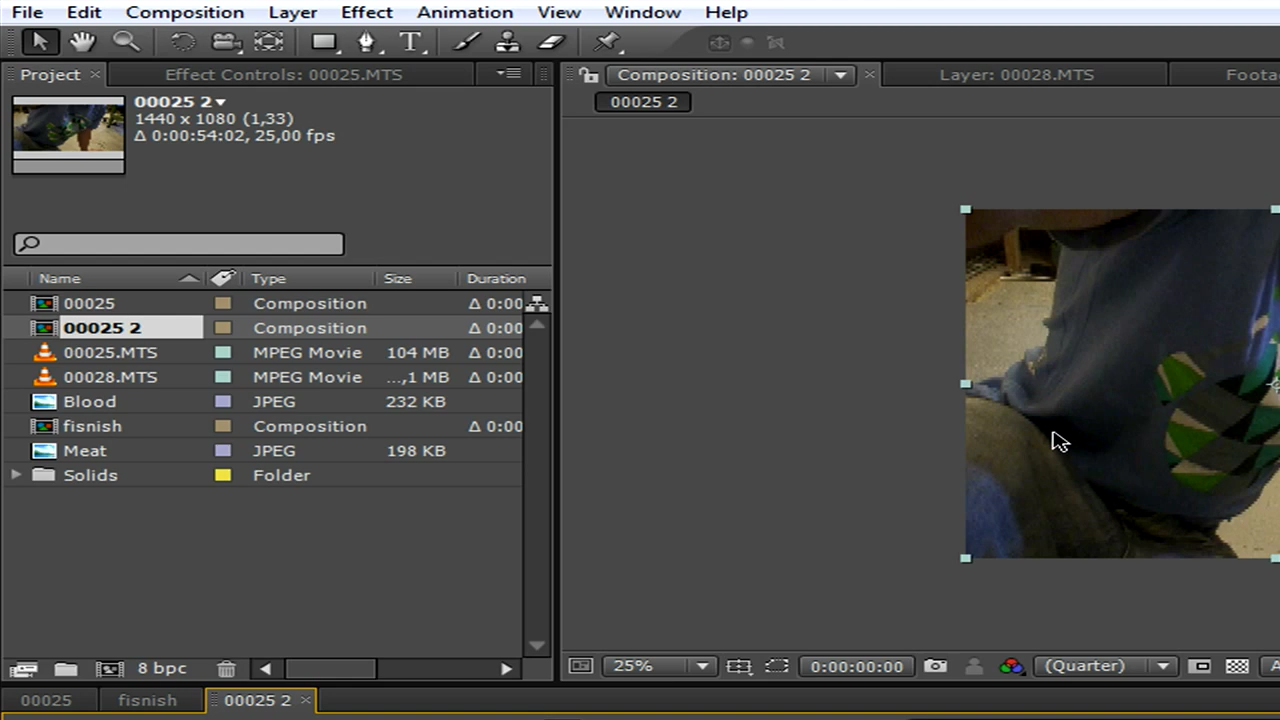 File Edit Composition Layer Effect Animation View Window Help
T
Project × Effect Controls: 00025.MTS
Composition: 00025 2 × Layer: 00028.MTS Foota
00025 2
00025 2
1440 x 1080 (1,33)
Δ 0:00:54:02, 25,00 fps
Name Type Size Duration
00025 Composition Δ 0:00
00025 2 Composition Δ 0:00
00025.MTS MPEG Movie 104 MB Δ 0:00
00028.MTS MPEG Movie ...,1 MB Δ 0:00
Blood JPEG 232 KB
fisnish Composition Δ 0:00
Meat JPEG 198 KB
Solids Folder
8 bpc
25% 0:00:00:00 (Quarter) A
00025 fisnish 00025 2 ×